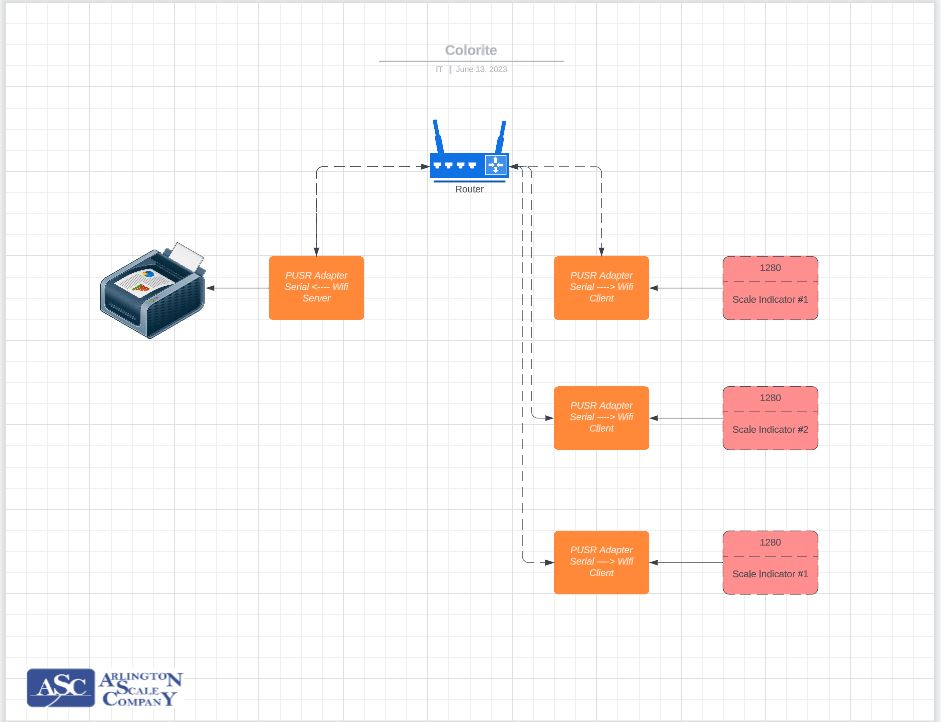 Colorite
IT | June 13, 2023
Router
PUSR Adapter
Serial <---- Wifi
Server
PUSR Adapter
Serial ----> Wifi
Client
1280
Scale Indicator #1
PUSR Adapter
Serial ----> Wifi
Client
1280
Scale Indicator #2
PUSR Adapter
Serial ----> Wifi
Client
1280
Scale Indicator #1
ASC
ARLINGTON
SCALE
COMPANY